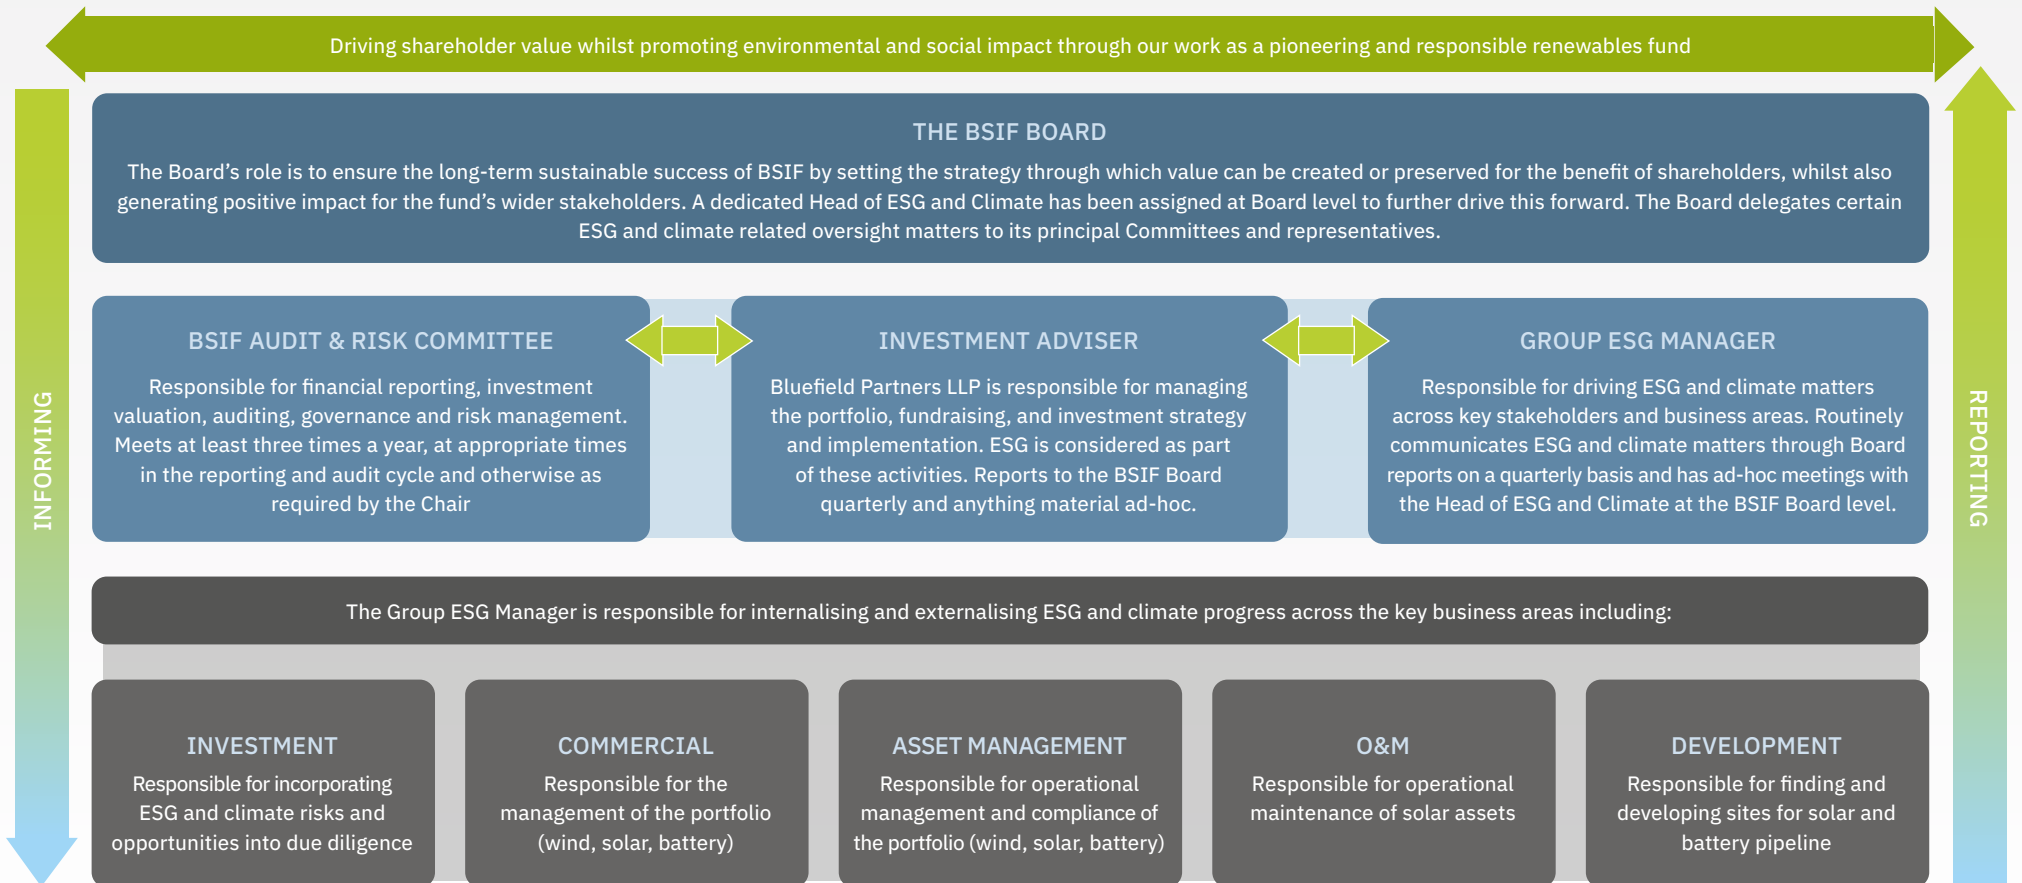 Driving shareholder value whilst promoting environmental and social impact through our work as a pioneering and responsible renewables fund
INFORMING
THE BSIF BOARD
The Board’s role is to ensure the long-term sustainable success of BSIF by setting the strategy through which value can be created or preserved for the benefit of shareholders, whilst also
generating positive impact for the fund’s wider stakeholders. A dedicated Head of ESG and Climate has been assigned at Board level to further drive this forward. The Board delegates certain
ESG and climate related oversight matters to its principal Committees and representatives.
BSIF AUDIT & RISK COMMITTEE
Responsible for financial reporting, investment
valuation, auditing, governance and risk management.
Meets at least three times a year, at appropriate times
in the reporting and audit cycle and otherwise as
required by the Chair
INVESTMENT ADVISER
Bluefield Partners LLP is responsible for managing
the portfolio, fundraising, and investment strategy
and implementation. ESG is considered as part
of these activities. Reports to the BSIF Board
quarterly and anything material ad-hoc.
GROUP ESG MANAGER
Responsible for driving ESG and climate matters
across key stakeholders and business areas. Routinely
communicates ESG and climate matters through Board
reports on a quarterly basis and has ad-hoc meetings with
the Head of ESG and Climate at the BSIF Board level.
REPORTING
The Group ESG Manager is responsible for internalising and externalising ESG and climate progress across the key business areas including:
INVESTMENT
Responsible for incorporating
ESG and climate risks and
opportunities into due diligence
COMMERCIAL
Responsible for the
management of the portfolio
(wind, solar, battery)
ASSET MANAGEMENT
Responsible for operational
management and compliance of
the portfolio (wind, solar, battery)
O&M
Responsible for operational
maintenance of solar assets
DEVELOPMENT
Responsible for finding and
developing sites for solar and
battery pipeline